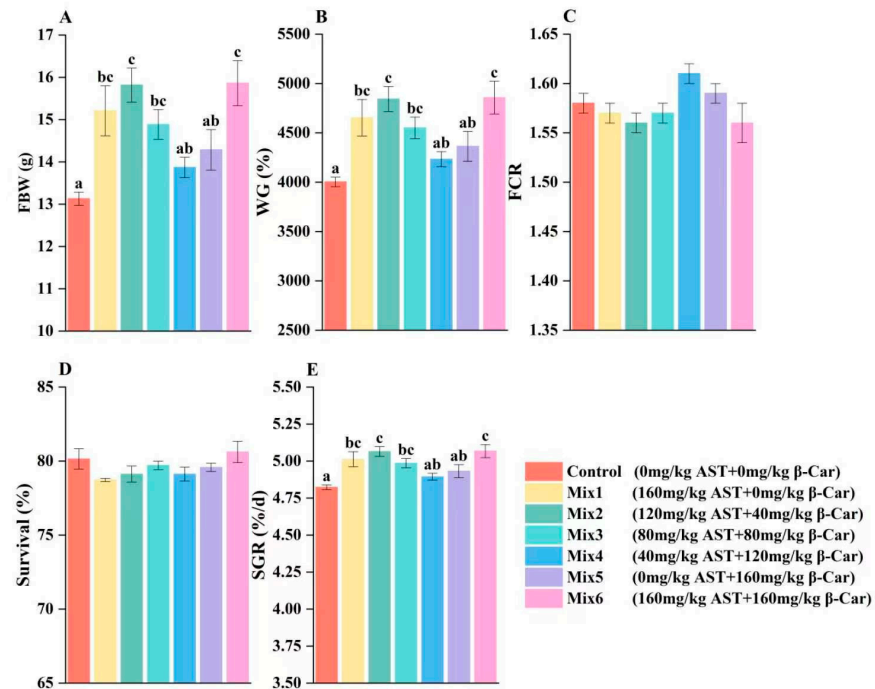 A
FBW (g)
17
16
15
14
13
12
11
10
a
bc
c
bc
ab
ab
c
B
WG (%)
5500
5000
4500
4000
3500
3000
2500
a
bc
c
bc
ab
ab
c
C
FCR
1.65
1.60
1.55
1.50
1.45
1.40
1.35
D
Survival (%)
85
80
75
70
65
E
SGR (%/d)
5.50
5.25
5.00
4.75
4.50
4.25
4.00
3.75
3.50
a
bc
c
bc
ab
ab
c
Control (0mg/kg AST+0mg/kg β-Car)
Mix1 (160mg/kg AST+0mg/kg β-Car)
Mix2 (120mg/kg AST+40mg/kg β-Car)
Mix3 (80mg/kg AST+80mg/kg β-Car)
Mix4 (40mg/kg AST+120mg/kg β-Car)
Mix5 (0mg/kg AST+160mg/kg β-Car)
Mix6 (160mg/kg AST+160mg/kg β-Car)